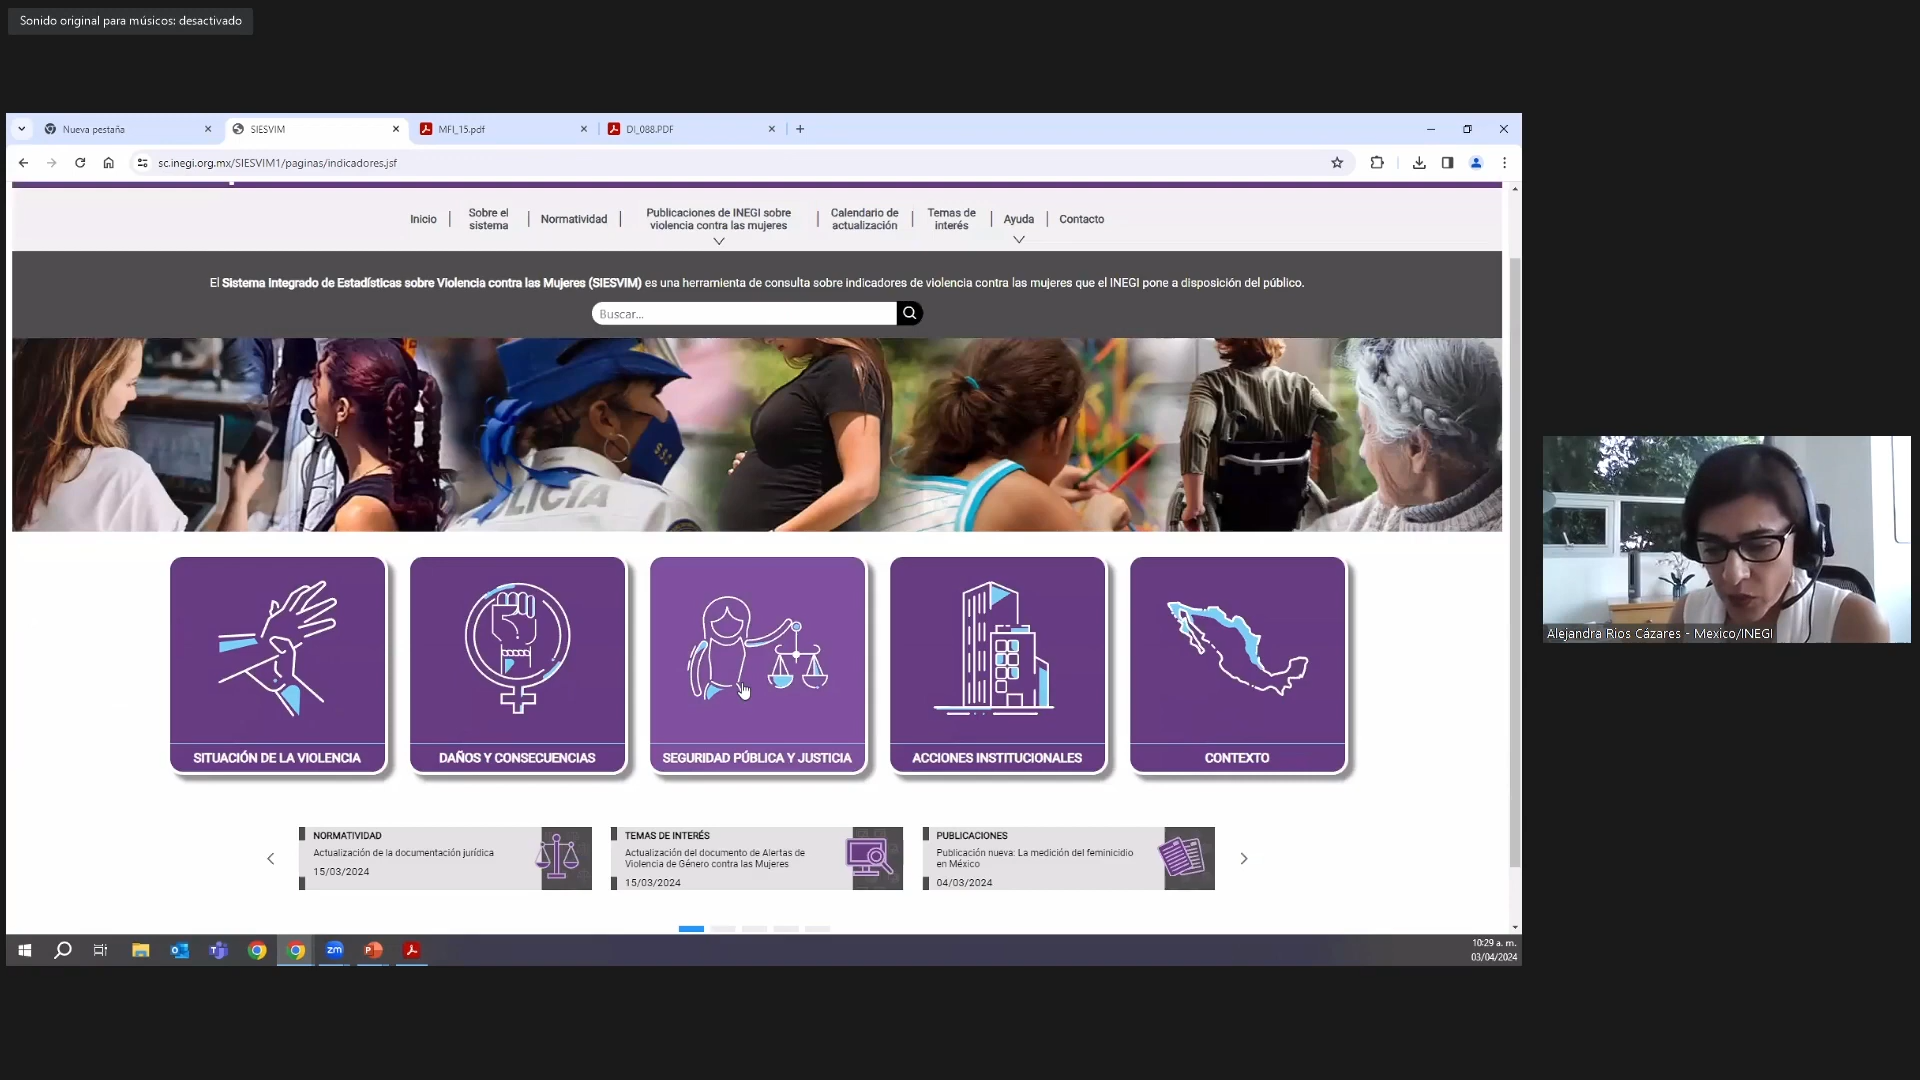 Sonido original para músicos: desactivado
Nueva pestaña
SIESVIM
MFI_15.pdf
DI_088.PDF
sc.inegi.org.mx/SIESVIM1/paginas/indicadores.jsf
Inicio
Sobre el
sistema
Normatividad
Publicaciones de INEGI sobre
violencia contra las mujeres
Calendario de
actualización
Temas de
interés
Ayuda
Contacto
El Sistema Integrado de Estadísticas sobre Violencia contra las Mujeres (SIESVIM) es una herramienta de consulta sobre indicadores de violencia contra las mujeres que el INEGI pone a disposición del público.
Buscar...
LICIA
SITUACIÓN DE LA VIOLENCIA
DAÑOS Y CONSECUENCIAS
SEGURIDAD PÚBLICA Y JUSTICIA
ACCIONES INSTITUCIONALES
CONTEXTO
NORMATIVIDAD
Actualización de la documentación jurídica
15/03/2024
TEMAS DE INTERÉS
Actualización del documento de Alertas de
Violencia de Género contra las Mujeres
15/03/2024
PUBLICACIONES
Publicación nueva: La medición del feminicidio
en México
04/03/2024
zm
10:29 a. m.
03/04/2024
Alejandra Ríos Cázares - Mexico/INEGI